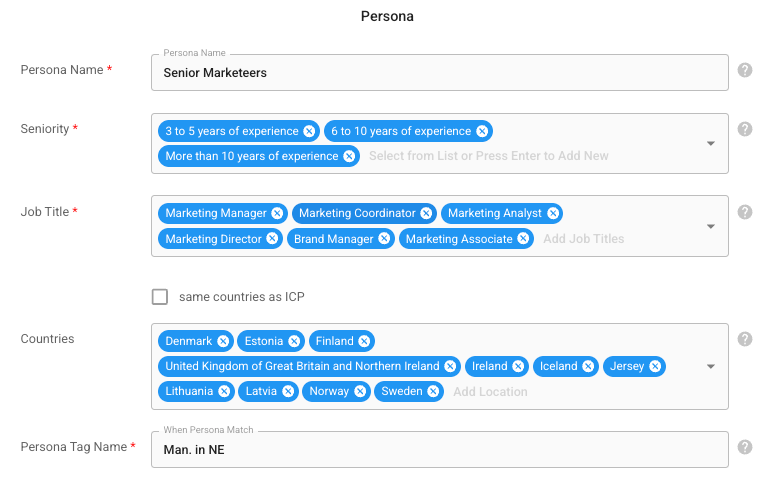 Persona
Persona Name
Persona Name *
Senior Marketeers
Seniority *
3 to 5 years of experience 6 to 10 years of experience
More than 10 years of experience Select from List or Press Enter to Add New
Job Title *
Marketing Manager Marketing Coordinator Marketing Analyst
Marketing Director Brand Manager Marketing Associate Add Job Titles
same countries as ICP
Countries
Denmark Estonia Finland
United Kingdom of Great Britain and Northern Ireland Ireland Iceland Jersey
Lithuania Latvia Norway Sweden Add Location
When Persona Match
Persona Tag Name *
Man. in NE